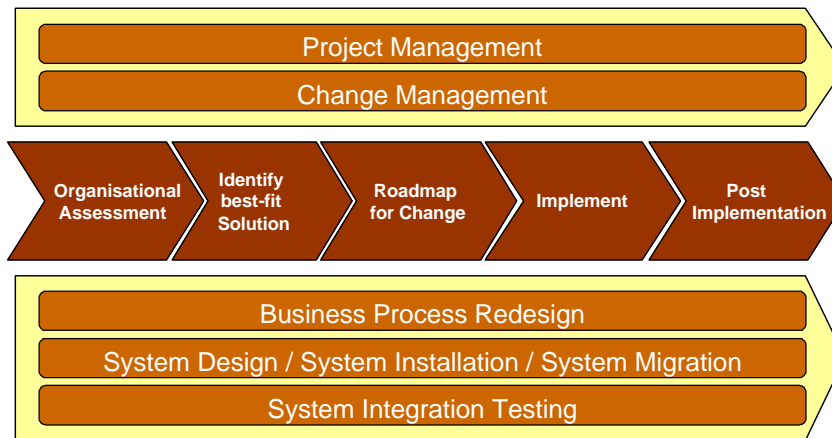 Project Management
Change Management
Organisational
Assessment
Identify
best-fit
Solution
Roadmap
for Change
Implement
Post
Implementation
Business Process Redesign
System Design / System Installation / System Migration
System Integration Testing